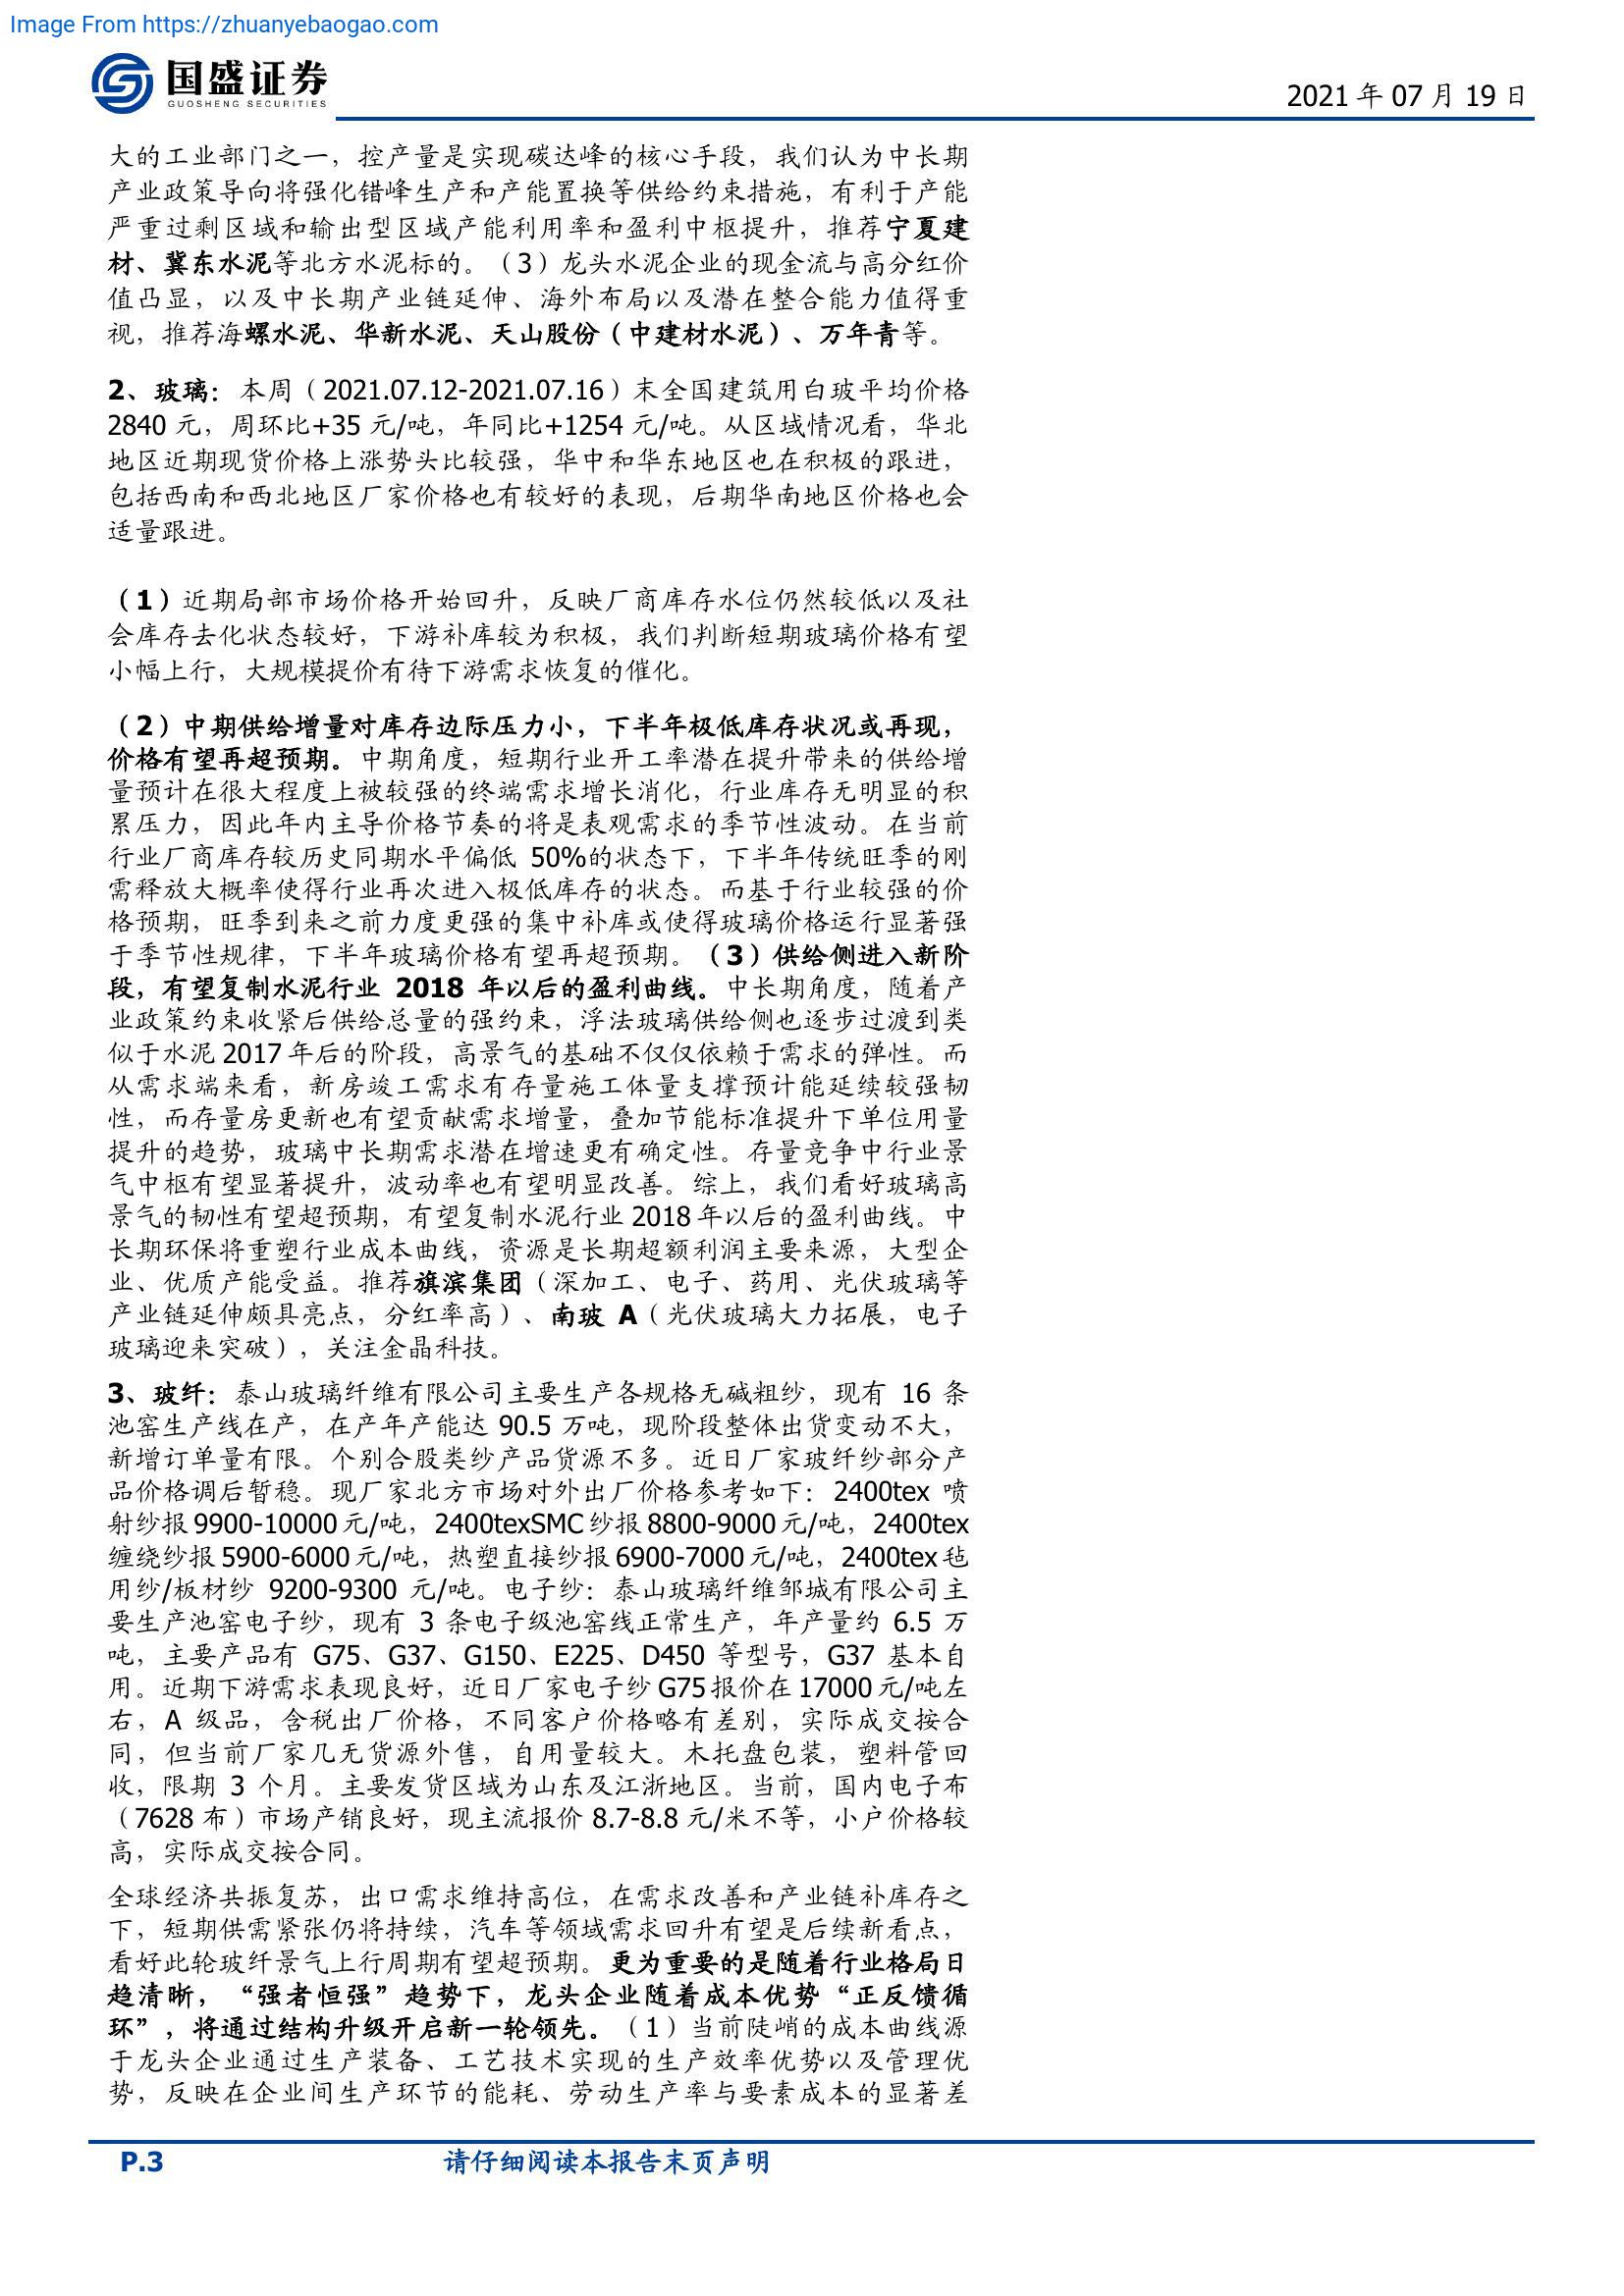 Image From https://zhuanyebaogao.com
国盛证券
GUOSHENG SECURITIES
2021 年 07 月 19 日
大的工业部门之一，控产量是实现碳达峰的核心手段，我们认为中长期
产业政策导向将强化错峰生产和产能置换等供给约束措施，有利于产能
严重过剩区域和输出型区域产能利用率和盈利中枢提升，推荐宁夏建
材、冀东水泥等北方水泥标的。（3）龙头水泥企业的现金流与高分红价
值凸显，以及中长期产业链延伸、海外布局以及潜在整合能力值得重
视，推荐海螺水泥、华新水泥、天山股份（中建材水泥）、万年青等。
2、玻璃：本周（2021.07.12-2021.07.16）末全国建筑用白玻平均价格
2840 元，周环比+35 元/吨，年同比+1254 元/吨。从区域情况看，华北
地区近期现货价格上涨势头比较强，华中和华东地区也在积极的跟进，
包括西南和西北地区厂家价格也有较好的表现，后期华南地区价格也会
适量跟进。
（1）近期局部市场价格开始回升，反映厂商库存水位仍然较低以及社
会库存去化状态较好，下游补库较为积极，我们判断短期玻璃价格有望
小幅上行，大规模提价有待下游需求恢复的催化。
（2）中期供给增量对库存边际压力小，下半年极低库存状况或再现，
价格有望再超预期。中期角度，短期行业开工率潜在提升带来的供给增
量预计在很大程度上被较强的终端需求增长消化，行业库存无明显的积
累压力，因此年内主导价格节奏的将是表观需求的季节性波动。在当前
行业厂商库存较历史同期水平偏低 50%的状态下，下半年传统旺季的刚
需释放大概率使得行业再次进入极低库存的状态。而基于行业较强的价
格预期，旺季到来之前力度更强的集中补库或使得玻璃价格运行显著强
于季节性规律，下半年玻璃价格有望再超预期。（3）供给侧进入新阶
段，有望复制水泥行业 2018 年以后的盈利曲线。中长期角度，随着产
业政策约束收紧后供给总量的强约束，浮法玻璃供给侧也逐步过渡到类
似于水泥 2017 年后的阶段，高景气的基础不仅仅依赖于需求的弹性。而
从需求端来看，新房竣工需求有存量施工体量支撑预计能延续较强韧
性，而存量房更新也有望贡献需求增量，叠加节能标准提升下单位用量
提升的趋势，玻璃中长期需求潜在增速更有确定性。存量竞争中行业景
气中枢有望显著提升，波动率也有望明显改善。综上，我们看好玻璃高
景气的韧性有望超预期，有望复制水泥行业 2018 年以后的盈利曲线。中
长期环保将重塑行业成本曲线，资源是长期超额利润主要来源，大型企
业、优质产能受益。推荐旗滨集团（深加工、电子、药用、光伏玻璃等
产业链延伸颇具亮点，分红率高）、南玻 A（光伏玻璃大力拓展，电子
玻璃迎来突破），关注金晶科技。
3、玻纤：泰山玻璃纤维有限公司主要生产各规格无碱粗纱，现有 16 条
池窑生产线在产，在产年产能达 90.5 万吨，现阶段整体出货变动不大，
新增订单量有限。个别合股类纱产品货源不多。近日厂家玻纤纱部分产
品价格调后暂稳。现厂家北方市场对外出厂价格参考如下：2400tex 喷
射纱报 9900-10000 元/吨，2400texSMC 纱报 8800-9000 元/吨，2400tex
缠绕纱报 5900-6000 元/吨，热塑直接纱报 6900-7000 元/吨，2400tex 毡
用纱/板材纱 9200-9300 元/吨。电子纱：泰山玻璃纤维邹城有限公司主
要生产池窑电子纱，现有 3 条电子级池窑线正常生产，年产量约 6.5 万
吨，主要产品有 G75、G37、G150、E225、D450 等型号，G37 基本自
用。近期下游需求表现良好，近日厂家电子纱 G75 报价在 17000 元/吨左
右，A 级品，含税出厂价格，不同客户价格略有差别，实际成交按合
同，但当前厂家几无货源外售，自用量较大。木托盘包装，塑料管回
收，限期 3 个月。主要发货区域为山东及江浙地区。当前，国内电子布
（7628 布）市场产销良好，现主流报价 8.7-8.8 元/米不等，小户价格较
高，实际成交按合同。
全球经济共振复苏，出口需求维持高位，在需求改善和产业链补库存之
下，短期供需紧张仍将持续，汽车等领域需求回升有望是后续新看点，
看好此轮玻纤景气上行周期有望超预期。更为重要的是随着行业格局日
趋清晰，“强者恒强”趋势下，龙头企业随着成本优势“正反馈循
环”，将通过结构升级开启新一轮领先。（1）当前陡峭的成本曲线源
于龙头企业通过生产装备、工艺技术实现的生产效率优势以及管理优
势，反映在企业间生产环节的能耗、劳动生产率与要素成本的显著差
P.3
请仔细阅读本报告末页声明